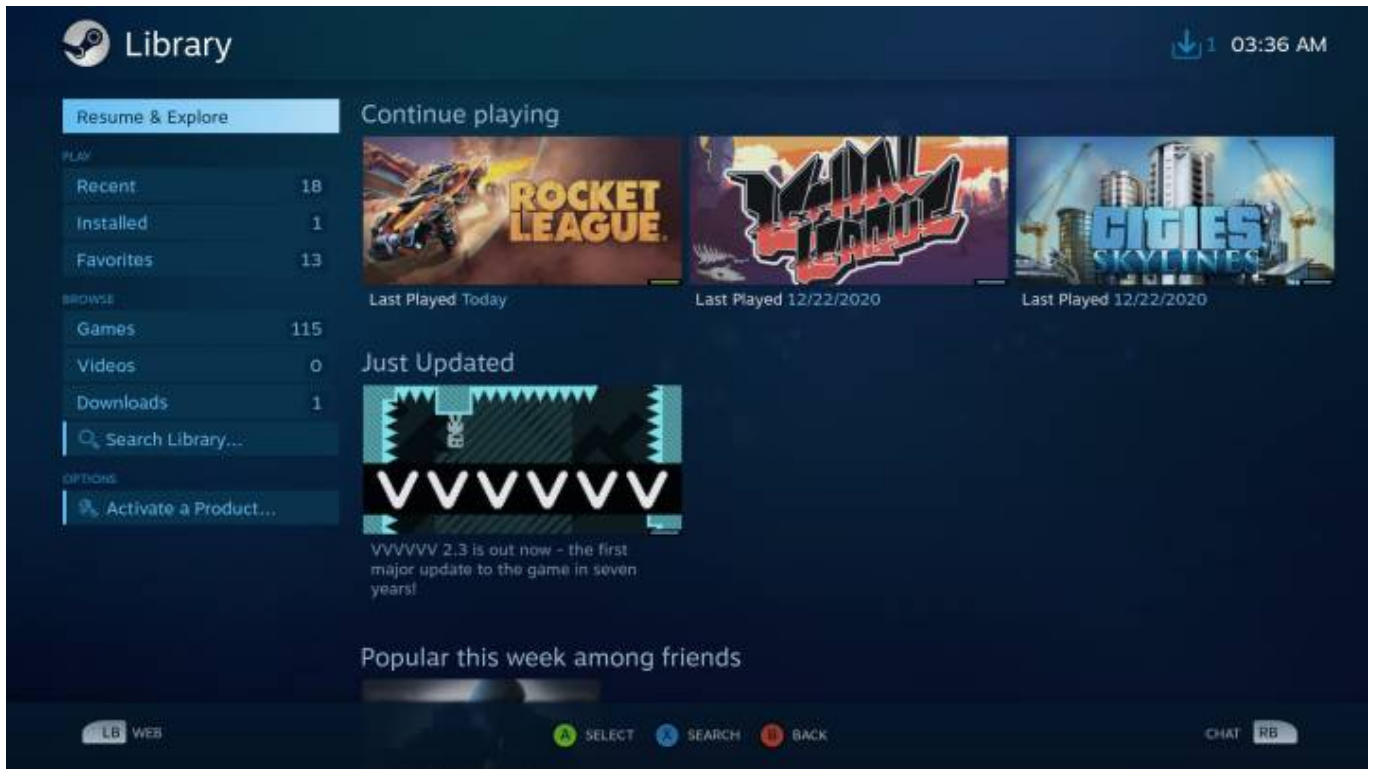 Library
1 03:36 AM
Resume & Explore
PLAY
Recent 18
Installed 1
Favorites 13
BROWSE
Games 115
Videos 0
Downloads 1
Search Library...
OPTIONS
Activate a Product...
Continue playing
ROCKET
LEAGUE
Last Played Today
LETHAL
LEAGUE
Last Played 12/22/2020
CITIES
SKYLINES
Last Played 12/22/2020
Just Updated
VVVVVV
VVVVVV 2.3 is out now - the first
major update to the game in seven
years!
Popular this week among friends
LB WEB
A SELECT X SEARCH B BACK
CHAT RB